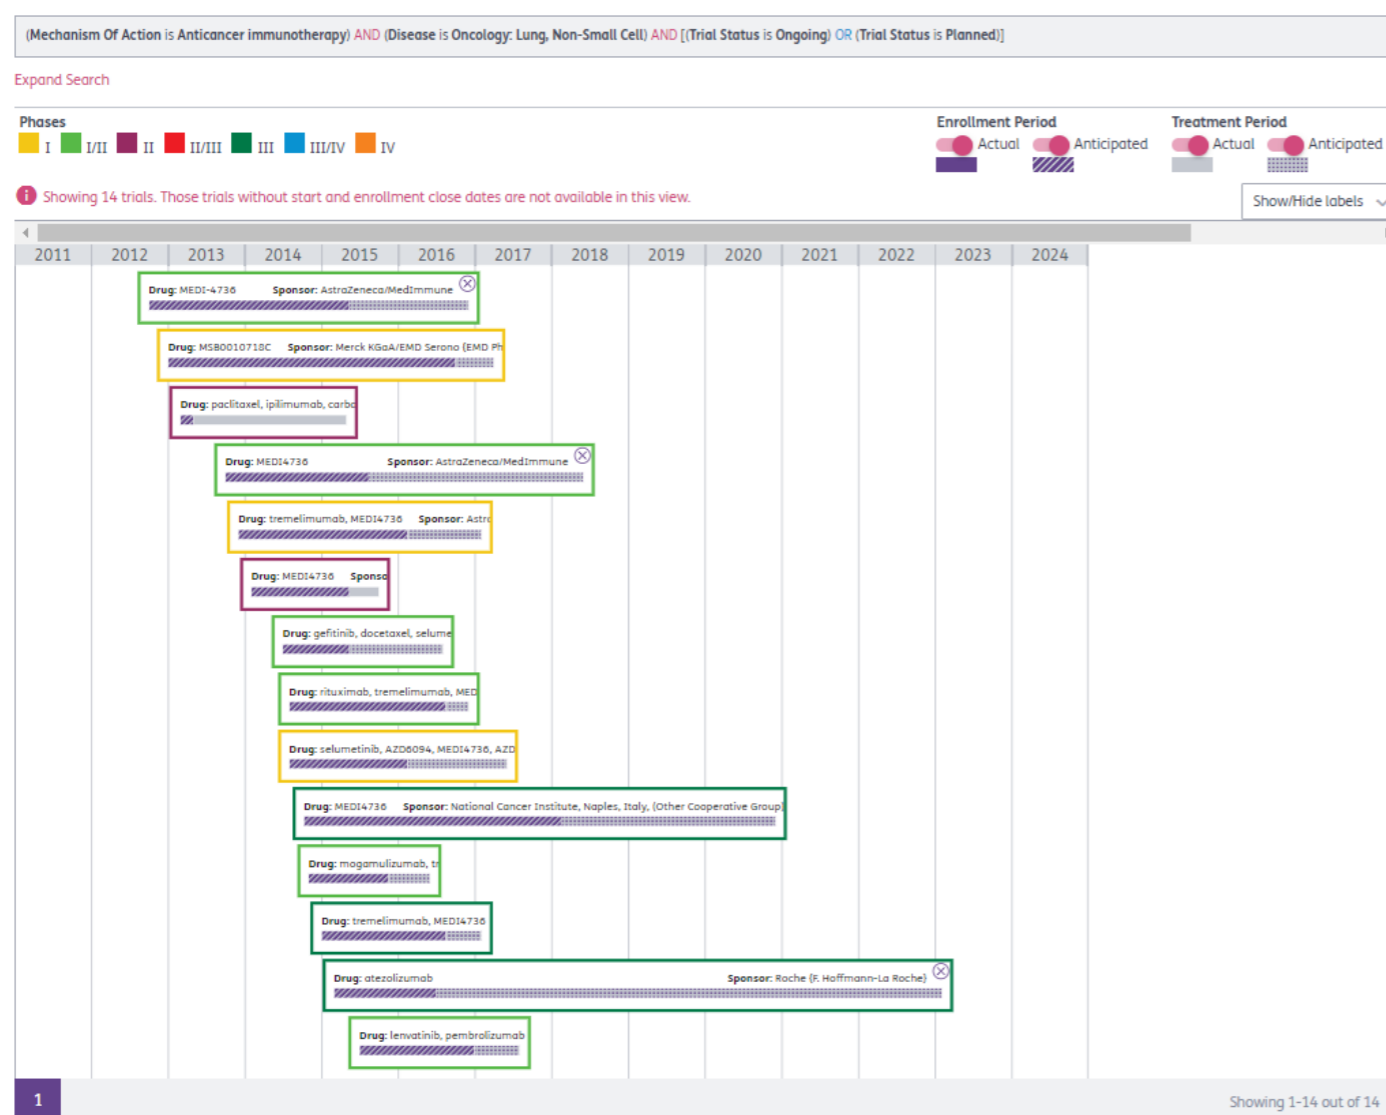 (Mechanism Of Action is Anticancer immunotherapy) AND (Disease is Oncology: Lung, Non-Small Cell) AND [(Trial Status is Ongoing) OR (Trial Status is Planned)]
Expand Search
Phases
I I/II II II/III III III/IV IV
Enrollment Period
Actual Anticipated
Treatment Period
Actual Anticipated
Showing 14 trials. Those trials without start and enrollment close dates are not available in this view.
Show/Hide labels
2011 2012 2013 2014 2015 2016 2017 2018 2019 2020 2021 2022 2023 2024
Drug: MEDI-4736 Sponsor: AstraZeneca/MedImmune
Drug: MSB0010718C Sponsor: Merck KGaA/EMD Serono (EMD Ph
Drug: paclitaxel, ipilimumab, carbo
Drug: MEDI4736 Sponsor: AstraZeneca/MedImmune
Drug: tremelimumab, MEDI4736 Sponsor: Astra
Drug: MEDI4736 Sponso
Drug: gefitinib, docetaxel, selume
Drug: rituximab, tremelimumab, MED
Drug: selumetinib, AZD6094, MEDI4736, AZD
Drug: MEDI4736 Sponsor: National Cancer Institute, Naples, Italy, (Other Cooperative Group)
Drug: mogamulizumab, tr
Drug: tremelimumab, MEDI4736
Drug: atezolizumab Sponsor: Roche (F. Hoffmann-La Roche)
Drug: lenvatinib, pembrolizumab
1
Showing 1-14 out of 14